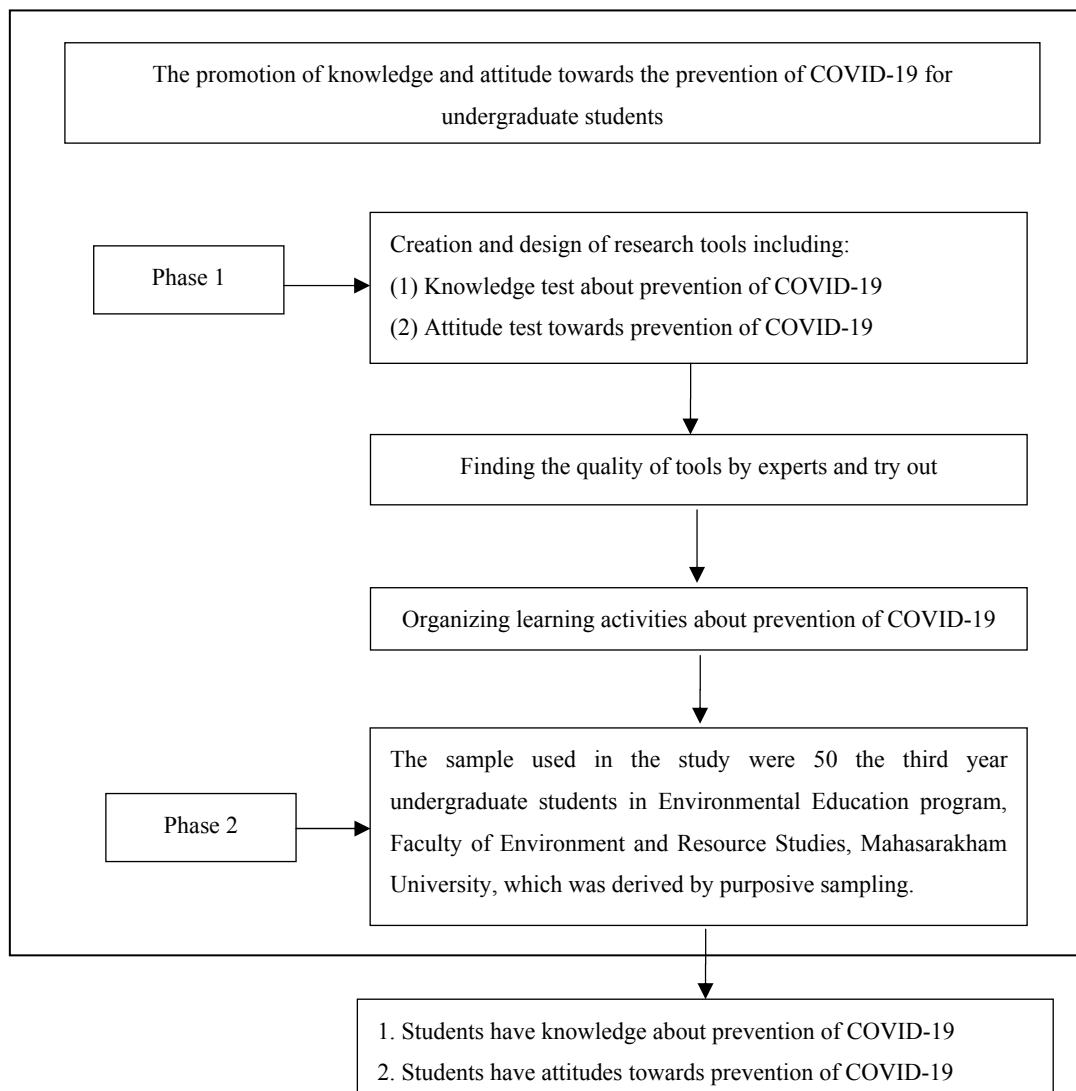 The promotion of knowledge and attitude towards the prevention of COVID-19 for
undergraduate students
Phase 1
Creation and design of research tools including:
(1) Knowledge test about prevention of COVID-19
(2) Attitude test towards prevention of COVID-19
Finding the quality of tools by experts and try out
Organizing learning activities about prevention of COVID-19
Phase 2
The sample used in the study were 50 the third year
undergraduate students in Environmental Education program,
Faculty of Environment and Resource Studies, Mahasarakham
University, which was derived by purposive sampling.
1. Students have knowledge about prevention of COVID-19
2. Students have attitudes towards prevention of COVID-19